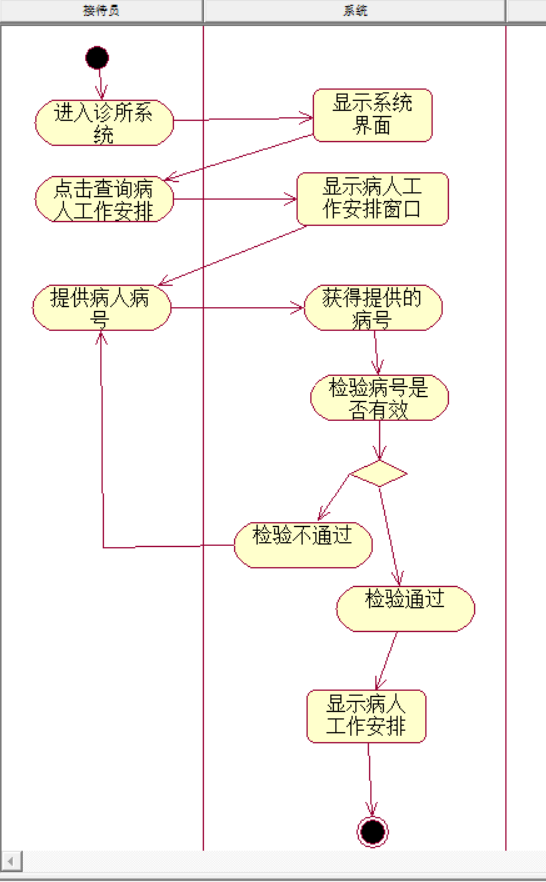 接待员
系统
进入诊所系
统
显示系统
界面
点击查询病
人工作安排
显示病人工
作安排窗口
提供病人病
号
获得提供的
病号
检验病号是
否有效
检验不通过
检验通过
显示病人
工作安排